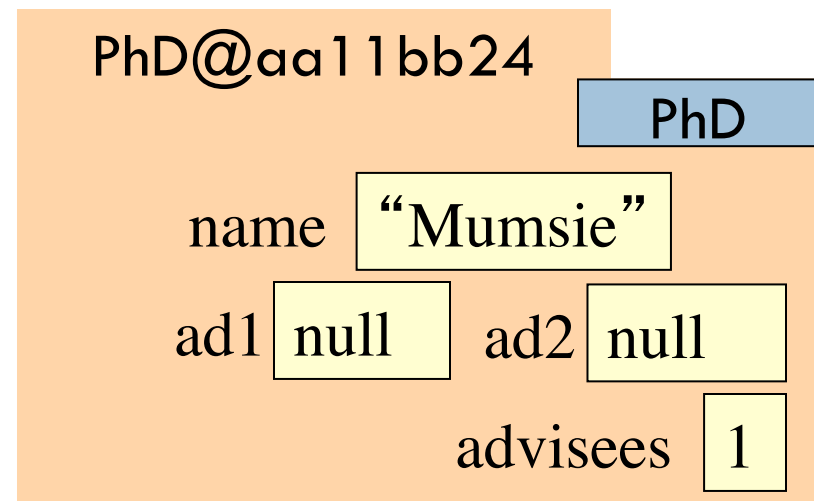 PhD@aa11bb24
PhD
name “Mumsie”
ad1 null ad2 null
advisees 1